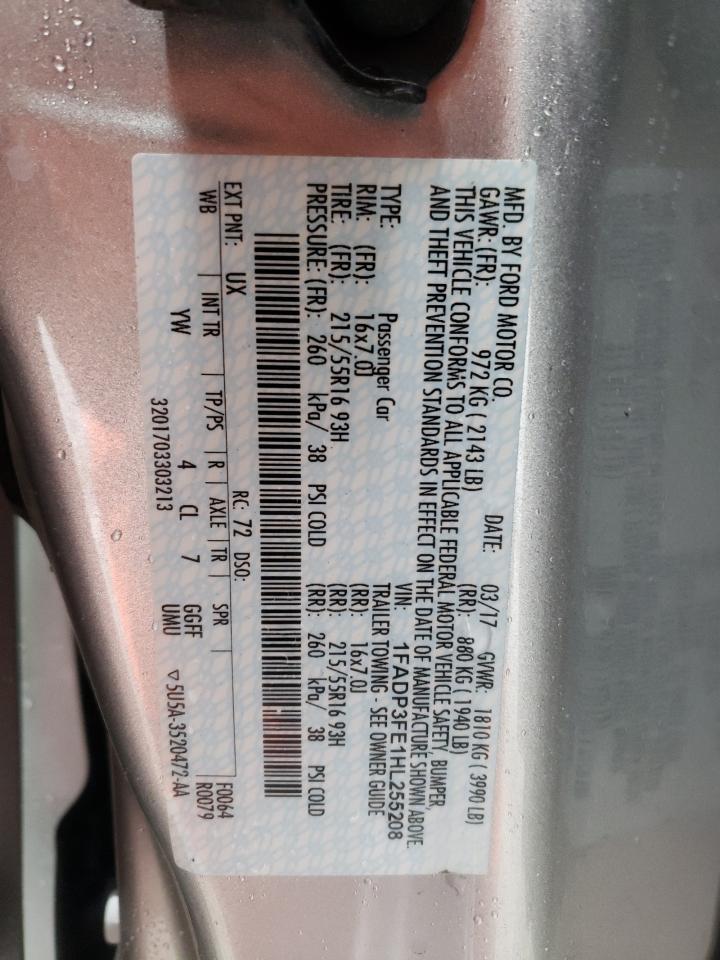 MFD. BY FORD MOTOR CO.
DATE: 03/17 GVWR: 1810 KG ( 3990 LB)
GAWR: (FR): 972 KG ( 2143 LB) (RR): 880 KG ( 1940 LB)
THIS VEHICLE CONFORMS TO ALL APPLICABLE FEDERAL MOTOR VEHICLE SAFETY, BUMPER,
AND THEFT PREVENTION STANDARDS IN EFFECT ON THE DATE OF MANUFACTURE SHOWN ABOVE.
VIN: 1FADP3FE1HL255208
TYPE: Passenger Car TRAILER TOWING - SEE OWNER GUIDE
RIM: (FR): 16x7.0J (RR): 16x7.0J
TIRE: (FR): 215/55R16 93H (RR): 215/55R16 93H
PRESSURE: (FR): 260 kPa/ 38 PSI COLD (RR): 260 kPa/ 38 PSI COLD
EXT PNT: UX RC: 72 DSO: F0064
WB INT TR TP/PS R AXLE TR SPR R0079
YW 4 CL 7 GGFF
UMU
3201703303213 ▽ 5U5A-3520472-AA